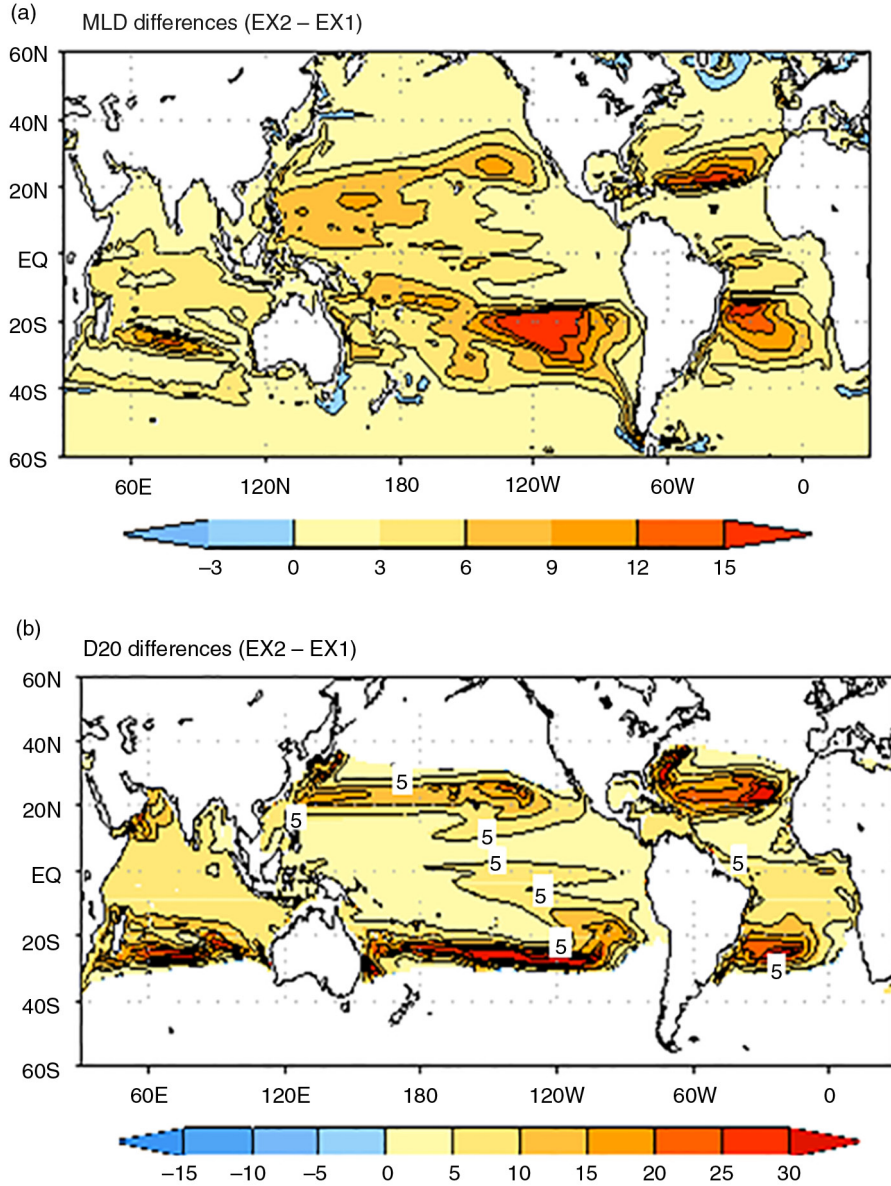 (a)
MLD differences (EX2 – EX1)
60N
40N
20N
EQ
20S
40S
60S
60E 120N 180 120W 60W 0
–3 0 3 6 9 12 15
(b)
D20 differences (EX2 – EX1)
60N
40N
5
20N
5
5
5
5
EQ
5
20S
5
5
40S
60S
60E 120E 180 120W 60W 0
–15 –10 –5 0 5 10 15 20 25 30